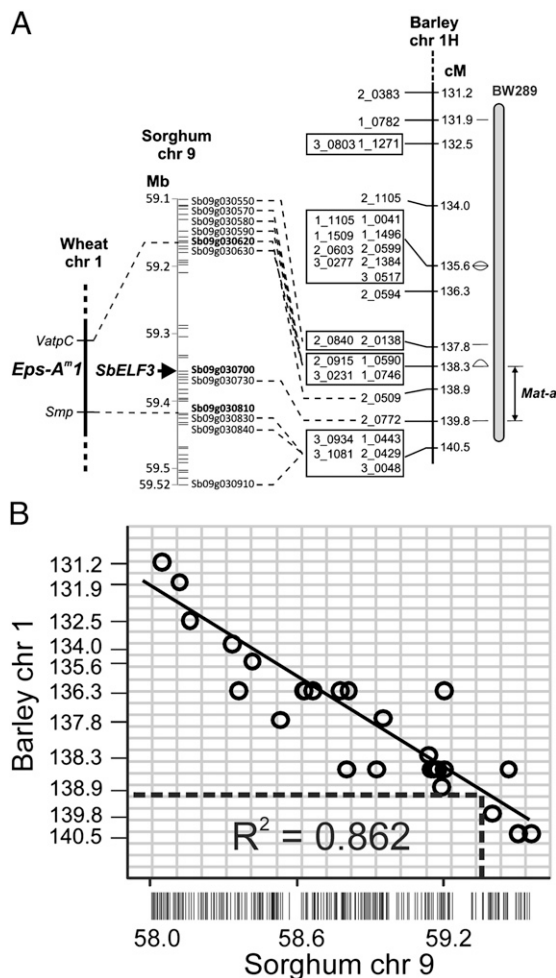 A
Barley
chr 1H
cM
BW289
Sorghum
chr 9
Mb
Wheat
chr 1
VatpC
Eps-Aᵐ1
Smp
SbELF3
59.1
59.2
59.3
59.4
59.5
59.52
Sb09g030550
Sb09g030570
Sb09g030580
Sb09g030590
Sb09g030620
Sb09g030630
Sb09g030700
Sb09g030730
Sb09g030810
Sb09g030830
Sb09g030840
Sb09g030910
2_0383 131.2
1_0782 131.9
3_0803 1_1271 132.5
2_1105 134.0
1_1105 1_0041
1_1509 1_1496
2_0603 2_0599
3_0277 2_1384
3_0517
135.6
2_0594 136.3
2_0840 2_0138 137.8
2_0915 1_0590
3_0231 1_0746
138.3
2_0509 138.9
2_0772 139.8
3_0934 1_0443
3_1081 2_0429
3_0048
140.5
Mat-a
B
Barley chr 1
131.2
131.9
132.5
134.0
135.6
136.3
137.8
138.3
138.9
139.8
140.5
R² = 0.862
58.0 58.6 59.2
Sorghum chr 9